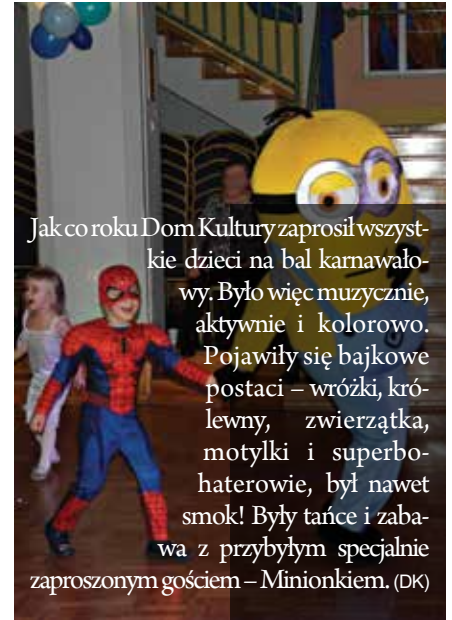 Jak co roku Dom Kultury zaprosił wszyst-
kie dzieci na bal karnawało-
wy. Było więc muzycznie,
aktywnie i kolorowo.
Pojawiły się bajkowe
postaci – wróżki, kró-
lewny, zwierzątka,
motylki i superbo-
haterowie, był nawet
smok! Były tańce i zaba-
wa z przybyłym specjalnie
zaproszonym gościem – Minionkiem. (DK)